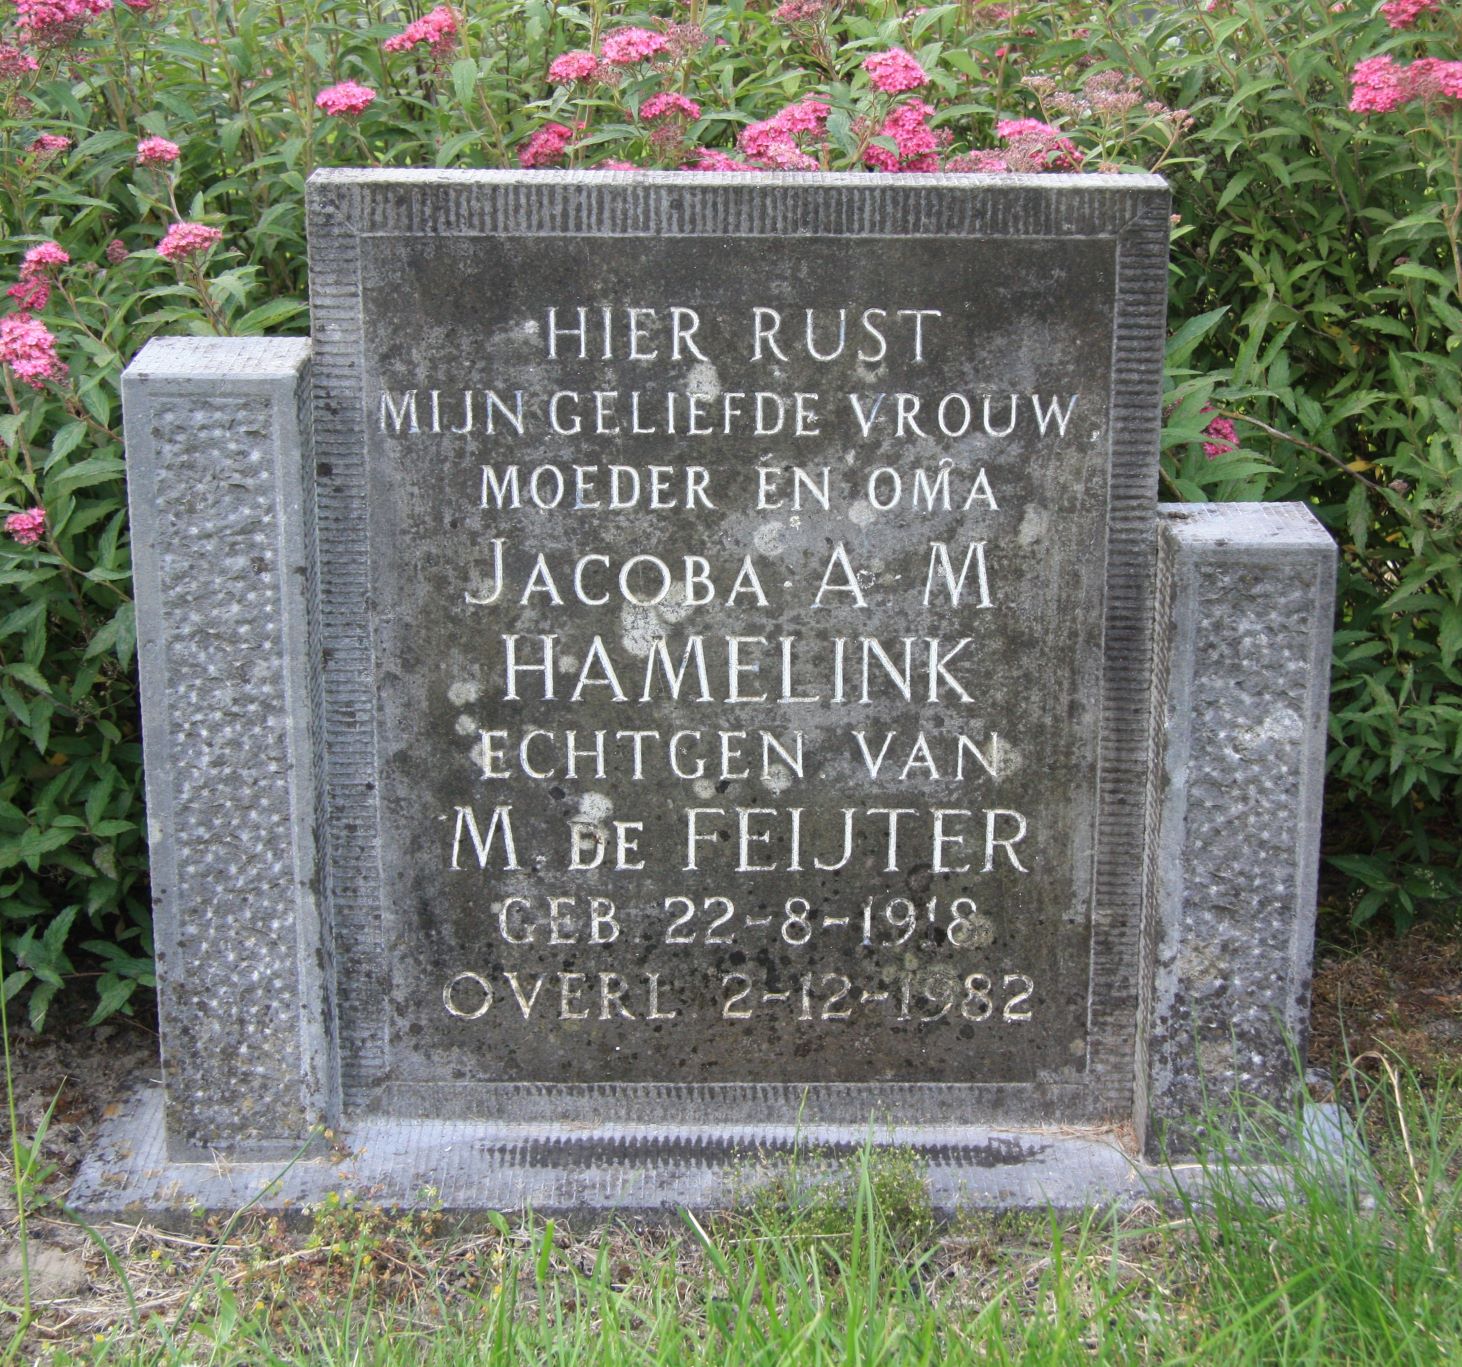 HIER RUST
MIJN GELIEFDE VROUW
MOEDER EN OMA
JACOBA A M
HAMELINK
ECHTGEN. VAN
M. DE FEIJTER
GEB. 22-8-1918
OVERL. 2-12-1982